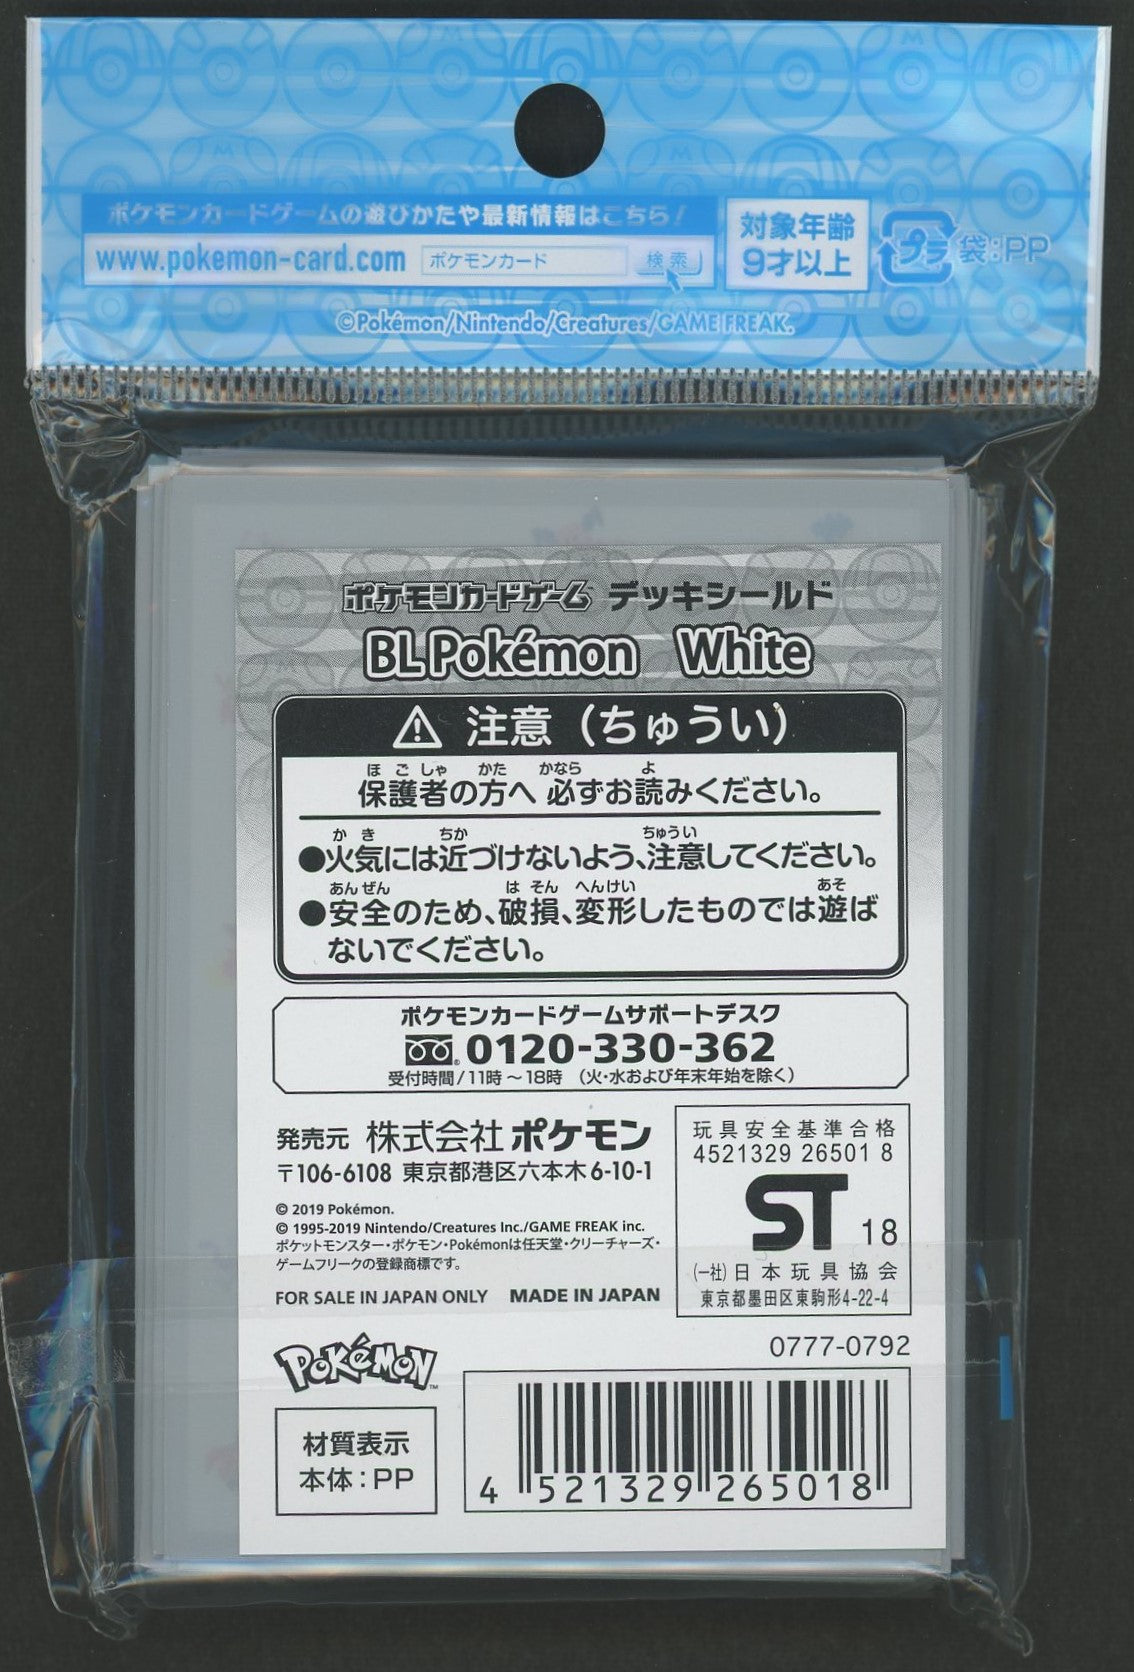 ポケモンカードゲームの遊びかたや最新情報はこちら!
www.pokemon-card.com ポケモンカード 検索
対象年齢
9才以上
プラ 袋:PP
©Pokémon/Nintendo/Creatures/GAME FREAK.
ポケモンカードゲーム デッキシールド
BL Pokémon White
注意（ちゅうい）
ほごしゃ かた かなら よ
保護者の方へ 必ずお読みください。
かき ちか ちゅうい
●火気には近づけないよう、注意してください。
あんぜん はそん へんけい あそ
●安全のため、破損、変形したものでは遊ば
ないでください。
ポケモンカードゲームサポートデスク
0120-330-362
受付時間/11時～18時 （火・水および年末年始を除く）
発売元 株式会社ポケモン
〒106-6108 東京都港区六本木6-10-1
© 2019 Pokémon.
© 1995-2019 Nintendo/Creatures Inc./GAME FREAK inc.
ポケットモンスター・ポケモン・Pokémonは任天堂・クリーチャーズ・
ゲームフリークの登録商標です。
FOR SALE IN JAPAN ONLY MADE IN JAPAN
玩具安全基準合格
4521329 26501 8
ST 18
(一社)日本玩具協会
東京都墨田区東駒形4-22-4
POKéMON™
0777-0792
材質表示
本体:PP
4 521329 265018